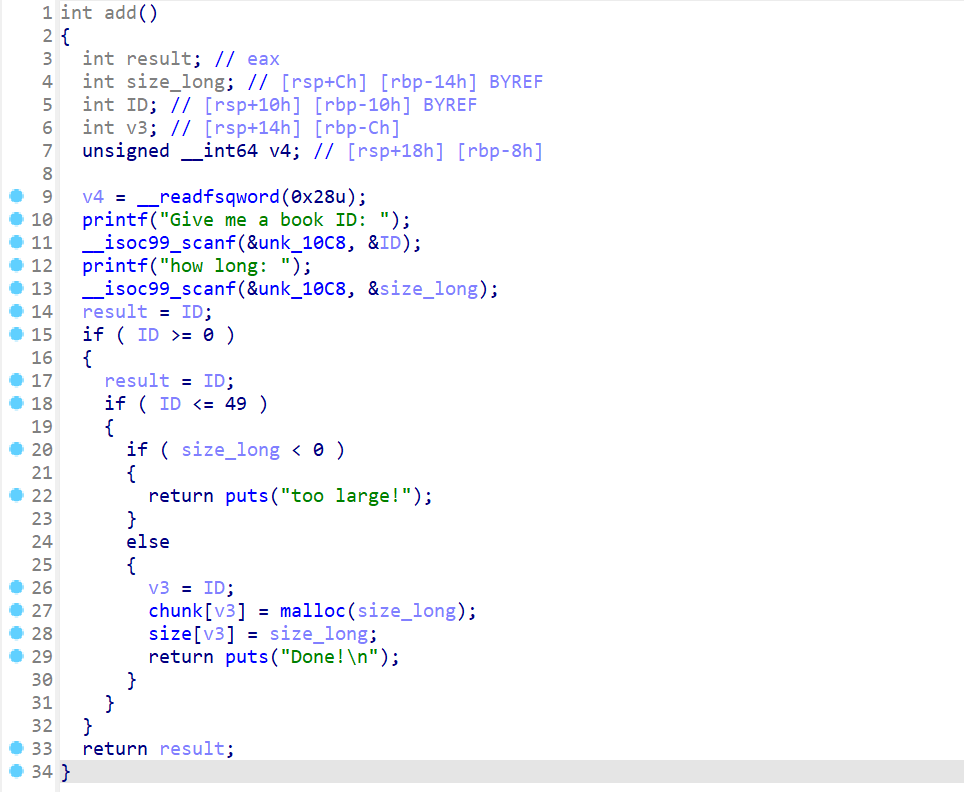 1 int add()
2 {
3   int result; // eax
4   int size_long; // [rsp+Ch] [rbp-14h] BYREF
5   int ID; // [rsp+10h] [rbp-10h] BYREF
6   int v3; // [rsp+14h] [rbp-Ch]
7   unsigned __int64 v4; // [rsp+18h] [rbp-8h]
8
9   v4 = __readfsqword(0x28u);
10   printf("Give me a book ID: ");
11   __isoc99_scanf(&unk_10C8, &ID);
12   printf("how long: ");
13   __isoc99_scanf(&unk_10C8, &size_long);
14   result = ID;
15   if ( ID >= 0 )
16   {
17     result = ID;
18     if ( ID <= 49 )
19     {
20       if ( size_long < 0 )
21       {
22         return puts("too large!");
23       }
24       else
25       {
26         v3 = ID;
27         chunk[v3] = malloc(size_long);
28         size[v3] = size_long;
29         return puts("Done!\n");
30       }
31     }
32   }
33   return result;
34 }